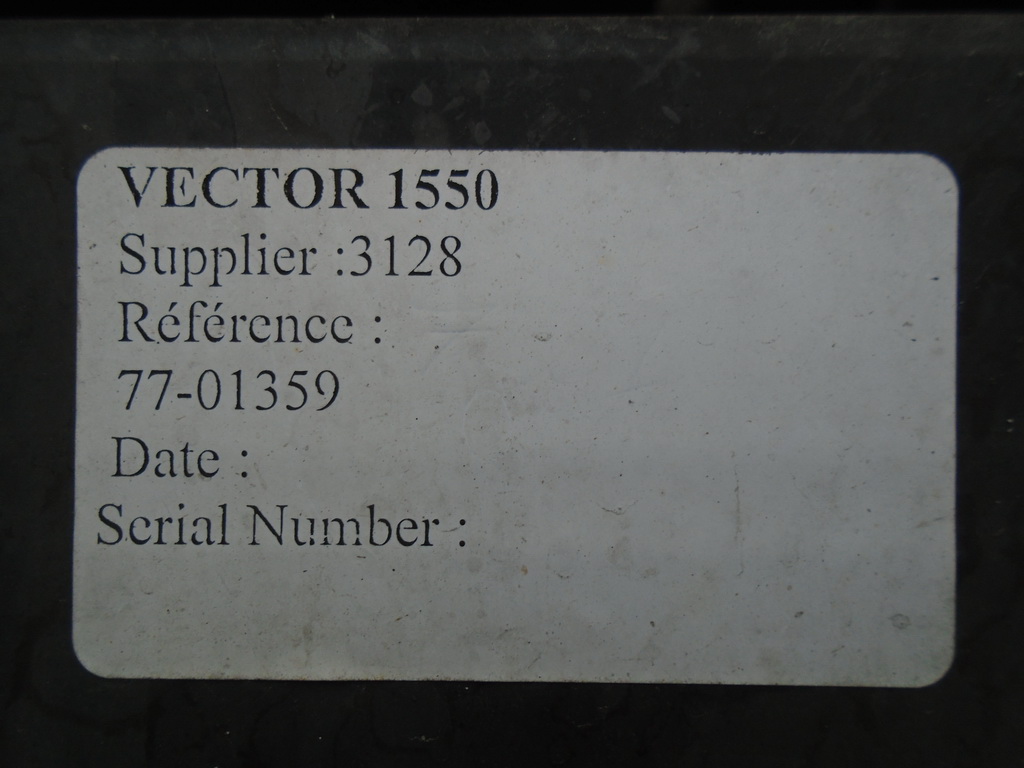 VECTOR 1550
Supplier :3128
Référence :
77-01359
Date :
Serial Number :